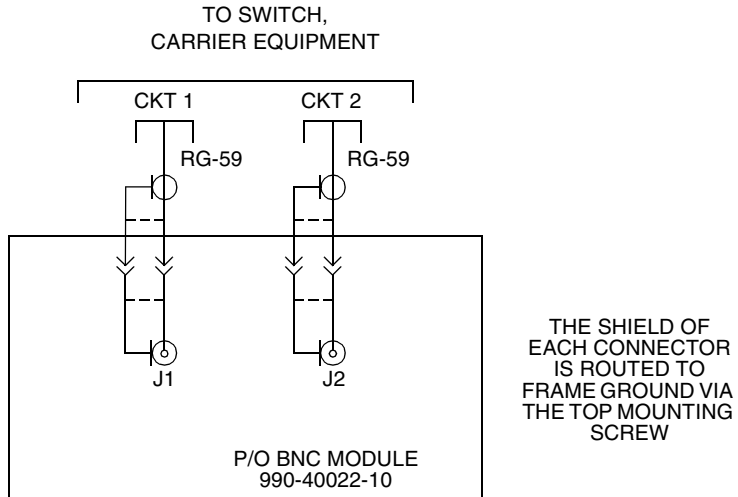 TO SWITCH,
CARRIER EQUIPMENT
CKT 1
CKT 2
RG-59
RG-59
J1
J2
THE SHIELD OF
EACH CONNECTOR
IS ROUTED TO
FRAME GROUND VIA
THE TOP MOUNTING
SCREW
P/O BNC MODULE
990-40022-10